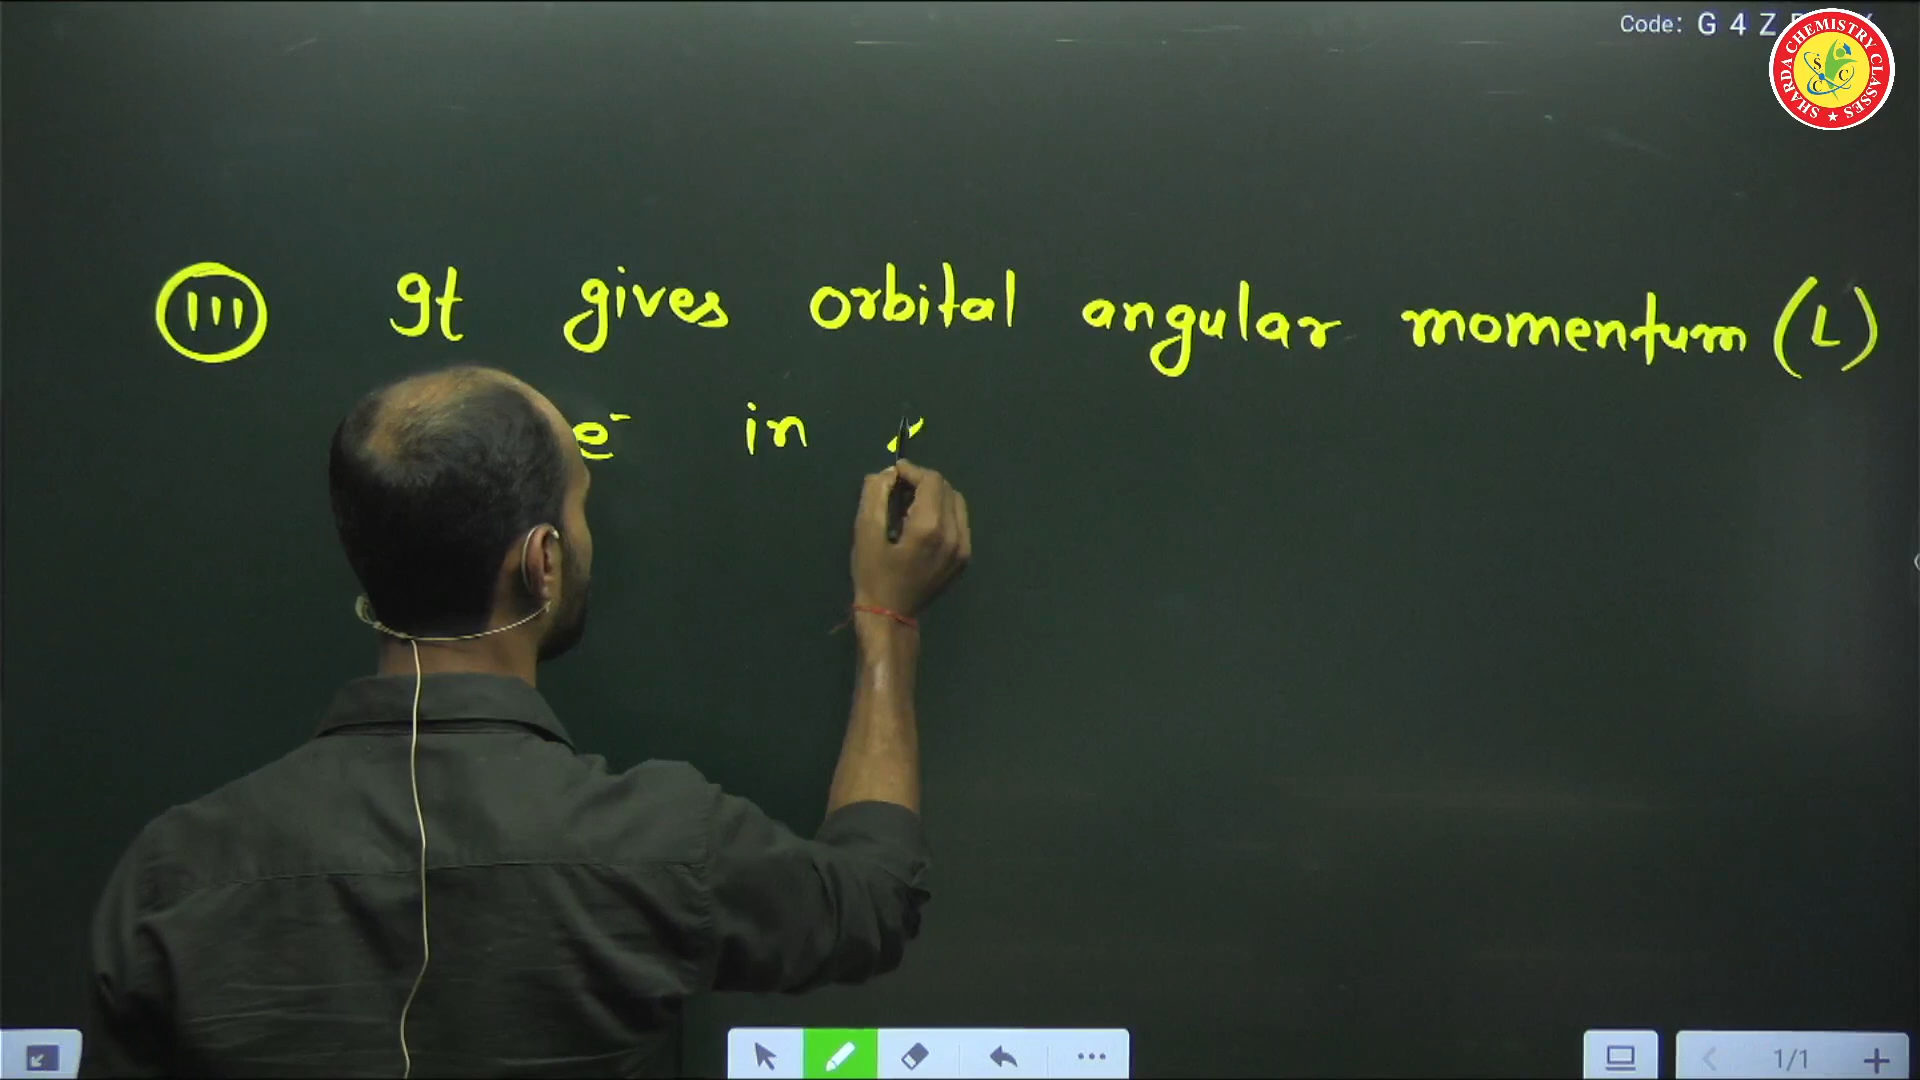 Code: G 4 Z
SHARDA CHEMISTRY CLASSES
S C C
III It gives orbital angular momentum (L)
e⁻ in
1/1